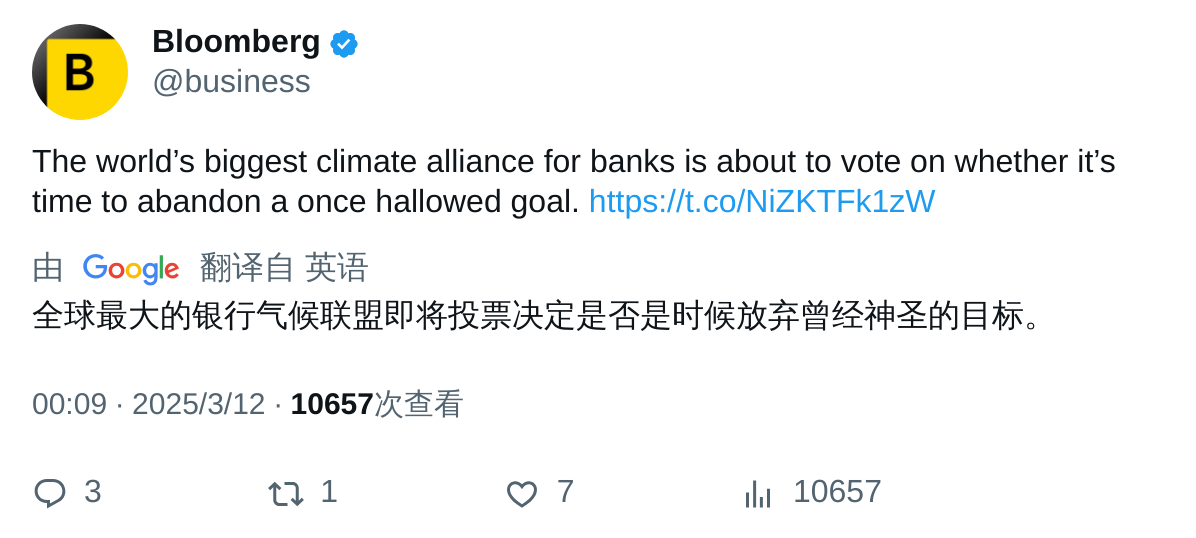 B
Bloomberg
@business
The world’s biggest climate alliance for banks is about to vote on whether it’s
time to abandon a once hallowed goal. https://t.co/NiZKTFk1zW
由 Google 翻译自 英语
全球最大的银行气候联盟即将投票决定是否是时候放弃曾经神圣的目标。
00:09 · 2025/3/12 · 10657次查看
3 1 7 10657